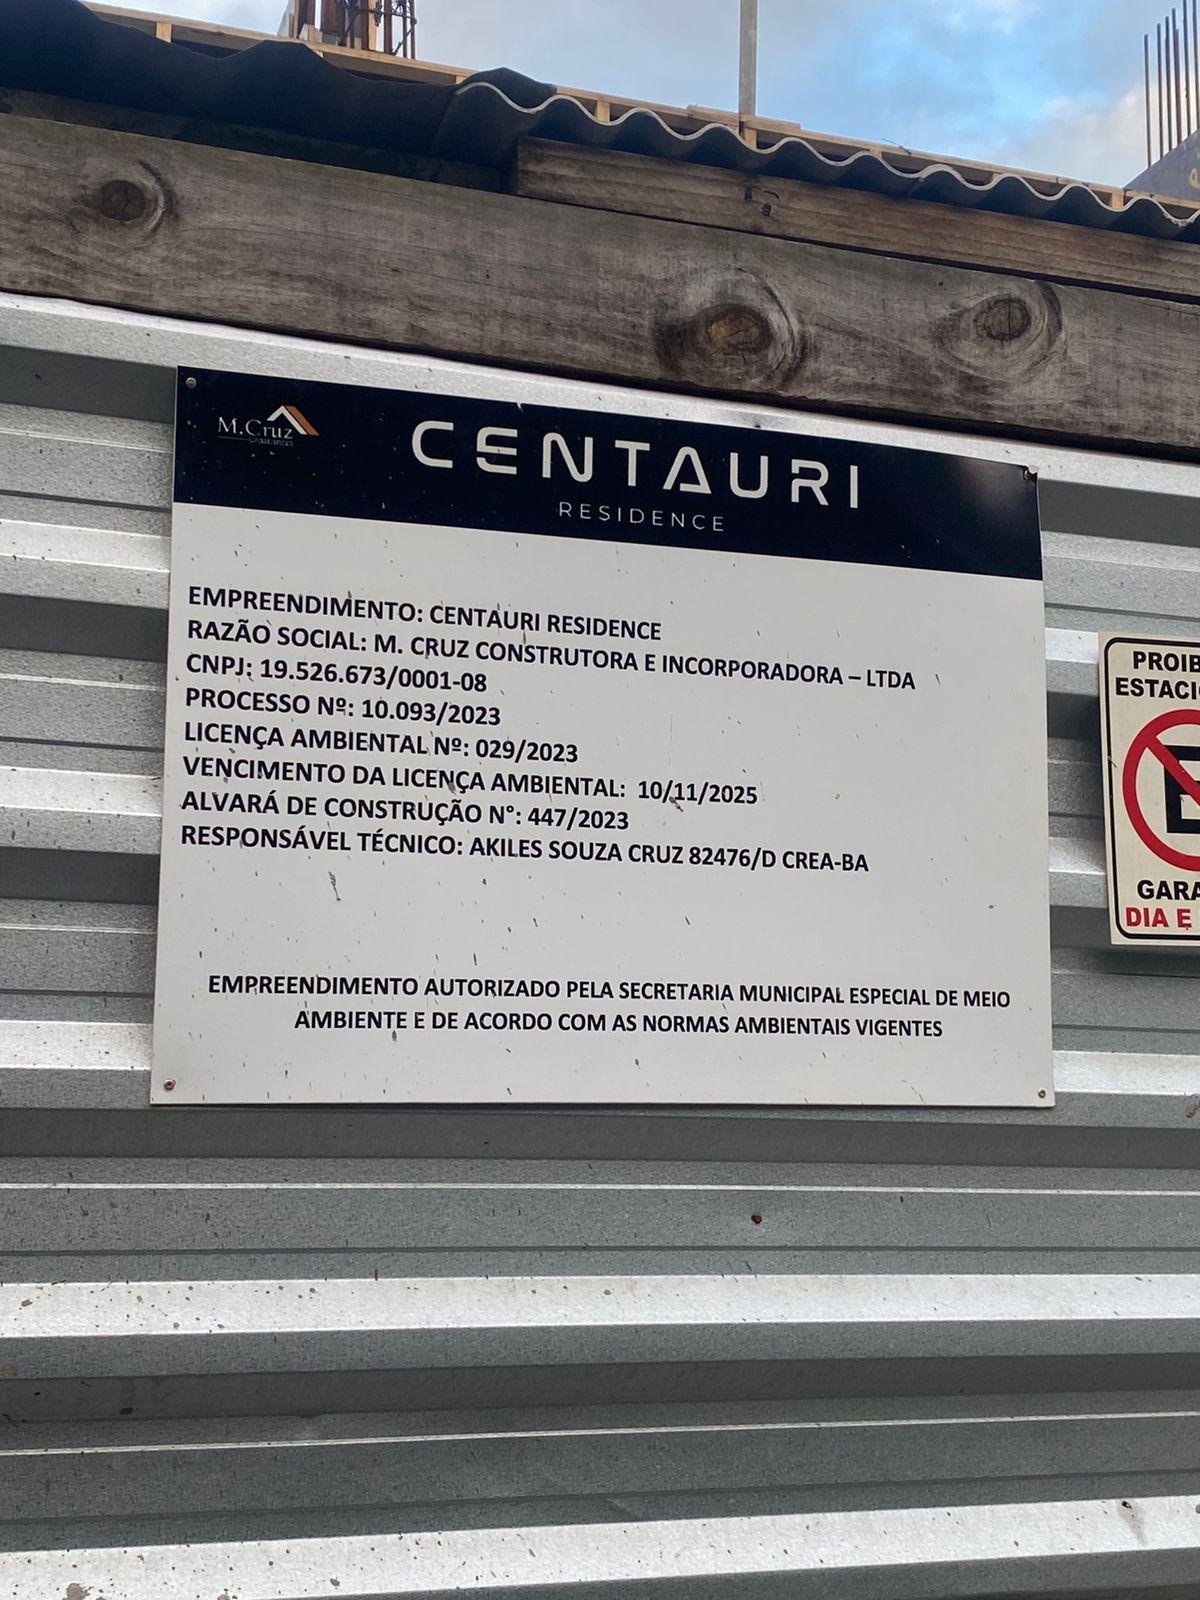 M.Cruz
CENTAURI
RESIDENCE
EMPREENDIMENTO: CENTAURI RESIDENCE
RAZÃO SOCIAL: M. CRUZ CONSTRUTORA E INCORPORADORA – LTDA
CNPJ: 19.526.673/0001-08
PROCESSO Nº: 10.093/2023
LICENÇA AMBIENTAL Nº: 029/2023
VENCIMENTO DA LICENÇA AMBIENTAL: 10/11/2025
ALVARÁ DE CONSTRUÇÃO N°: 447/2023
RESPONSÁVEL TÉCNICO: AKILES SOUZA CRUZ 82476/D CREA-BA
EMPREENDIMENTO AUTORIZADO PELA SECRETARIA MUNICIPAL ESPECIAL DE MEIO
AMBIENTE E DE ACORDO COM AS NORMAS AMBIENTAIS VIGENTES
PROIB
ESTACI
GARA
DIA E